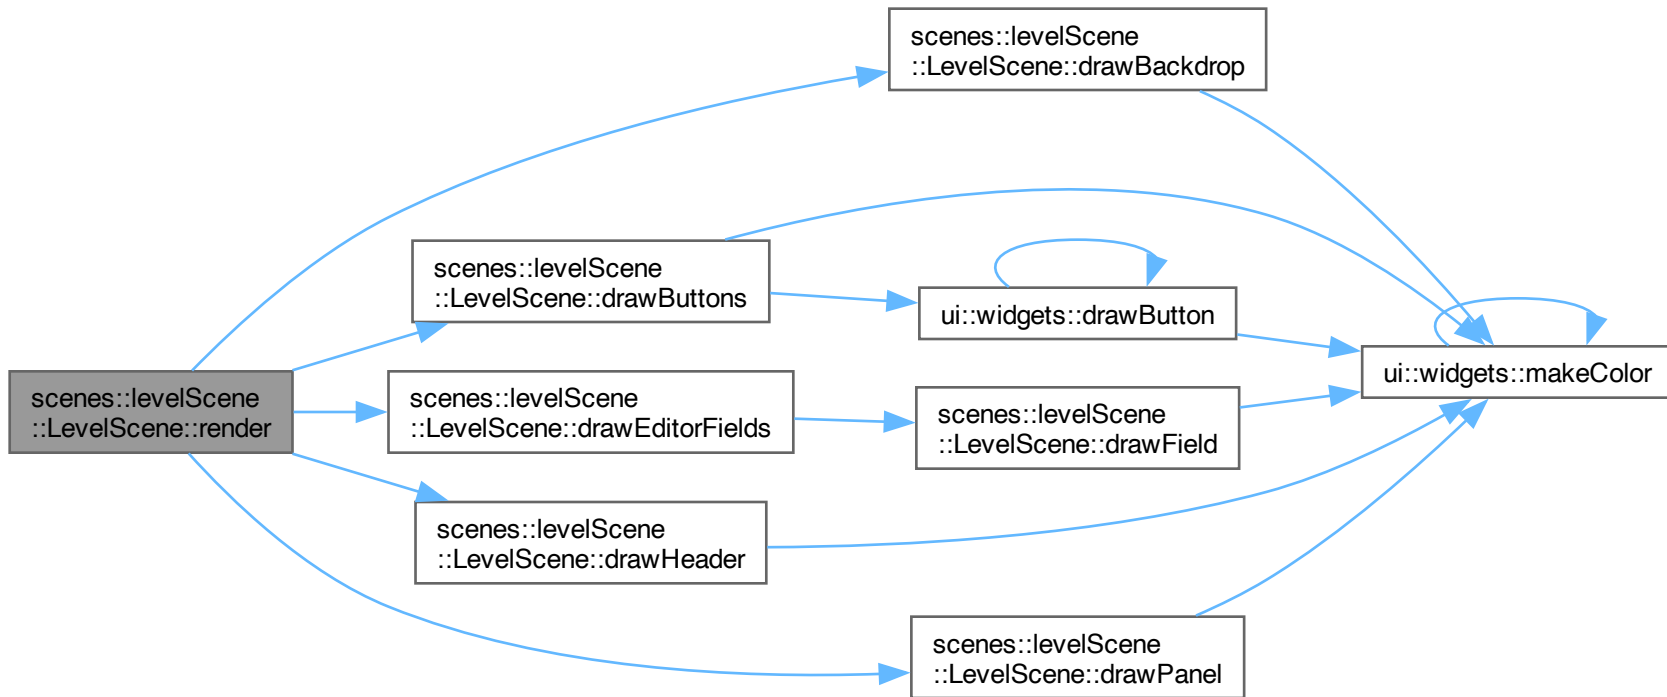 scenes::levelScene
::LevelScene::drawBackdrop
scenes::levelScene
::LevelScene::drawButtons
ui::widgets::drawButton
ui::widgets::makeColor
scenes::levelScene
::LevelScene::render
scenes::levelScene
::LevelScene::drawEditorFields
scenes::levelScene
::LevelScene::drawField
scenes::levelScene
::LevelScene::drawHeader
scenes::levelScene
::LevelScene::drawPanel